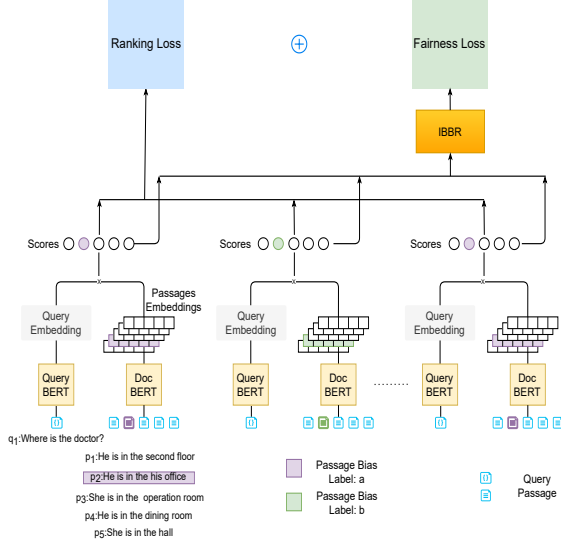 Ranking Loss
Fairness Loss
IBBR
Scores
Scores
Scores
x
x
x
Passages
Embeddings
Query
Embedding
Query
Embedding
Query
Embedding
Query
BERT
Doc
BERT
Query
BERT
Doc
BERT
..........
Query
BERT
Doc
BERT
q1:Where is the doctor?
p1:He is in the second floor
p2:He is in the his office
p3:She is in the operation room
p4:He is in the dining room
p5:She is in the hall
Passage Bias
Label: a
Passage Bias
Label: b
Query
Passage